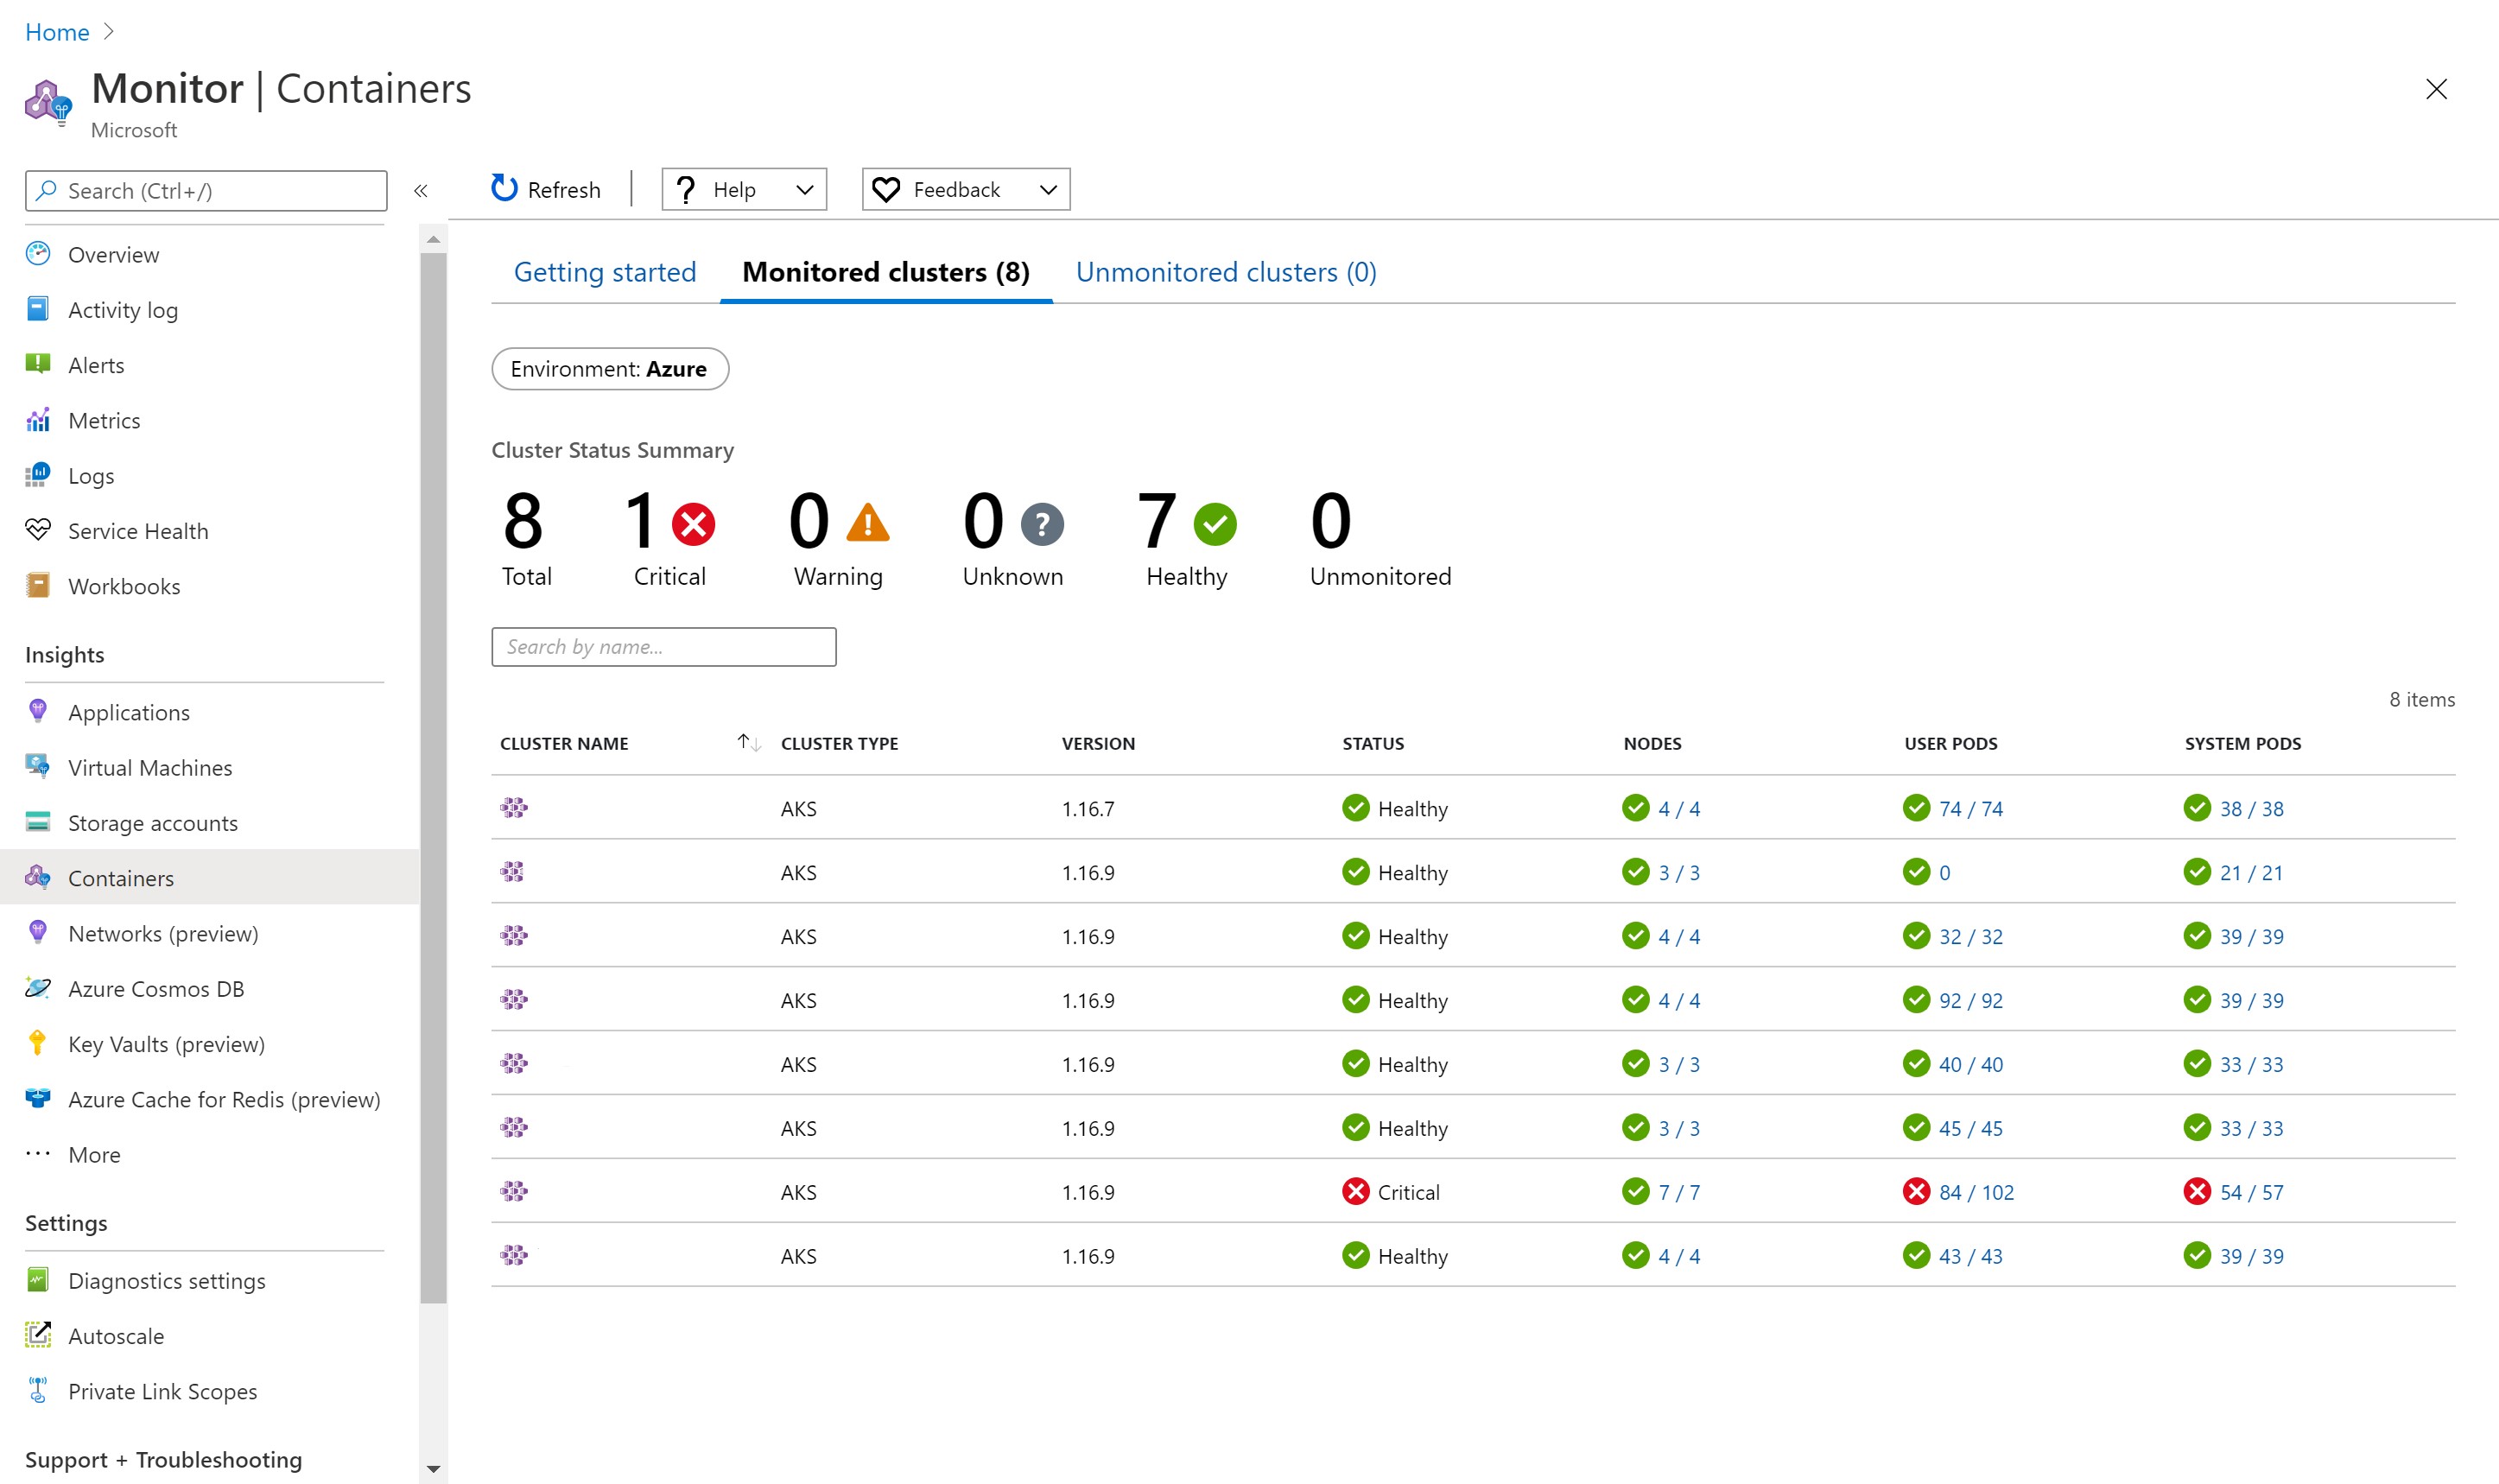 Home
Monitor | Containers
Microsoft
Search (Ctrl+/)
«
Overview
Activity log
Alerts
Metrics
Logs
Service Health
Workbooks
Insights
Applications
Virtual Machines
Storage accounts
Containers
Networks (preview)
Azure Cosmos DB
Key Vaults (preview)
Azure Cache for Redis (preview)
More
Settings
Diagnostics settings
Autoscale
Private Link Scopes
Support + Troubleshooting
Refresh
Help
Feedback
Getting started
Monitored clusters (8)
Unmonitored clusters (0)
Environment: Azure
Cluster Status Summary
8 1 0 0 7 0
Total Critical Warning Unknown Healthy Unmonitored
Search by name...
8 items
CLUSTER NAME CLUSTER TYPE VERSION STATUS NODES USER PODS SYSTEM PODS
AKS 1.16.7 Healthy 4 / 4 74 / 74 38 / 38
AKS 1.16.9 Healthy 3 / 3 0 21 / 21
AKS 1.16.9 Healthy 4 / 4 32 / 32 39 / 39
AKS 1.16.9 Healthy 4 / 4 92 / 92 39 / 39
AKS 1.16.9 Healthy 3 / 3 40 / 40 33 / 33
AKS 1.16.9 Healthy 3 / 3 45 / 45 33 / 33
AKS 1.16.9 Critical 7 / 7 84 / 102 54 / 57
AKS 1.16.9 Healthy 4 / 4 43 / 43 39 / 39